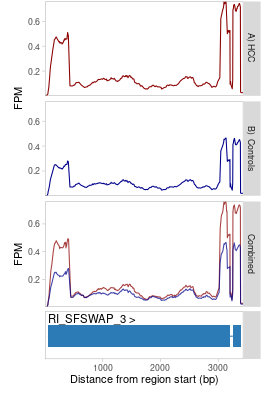 0.6
0.4
0.2
FPM
A) HCC
0.6
0.4
0.2
B) Controls
0.6
0.4
0.2
FPM
Combined
RI_SFSWAP_3 >
1000
2000
3000
Distance from region start (bp)